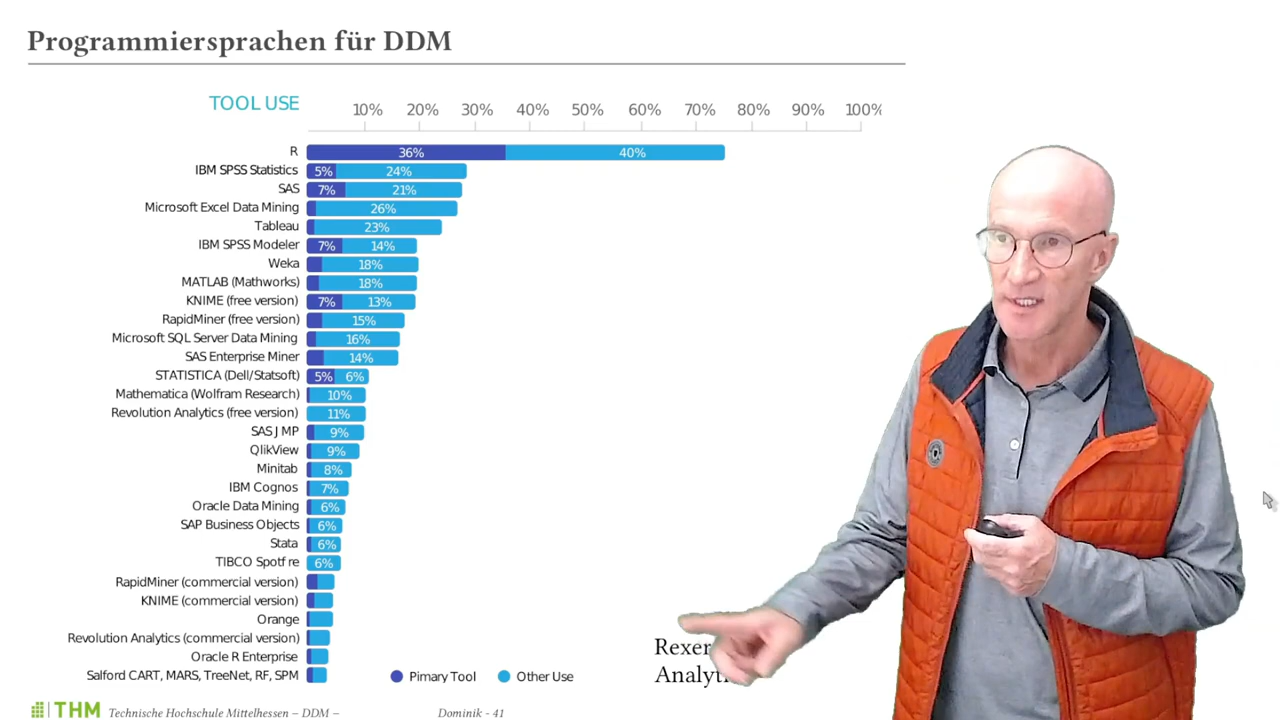 Programmiersprachen für DDM
TOOL USE
10% 20% 30% 40% 50% 60% 70% 80% 90% 100%
R 36% 40%
IBM SPSS Statistics 5% 24%
SAS 7% 21%
Microsoft Excel Data Mining 26%
Tableau 23%
IBM SPSS Modeler 7% 14%
Weka 18%
MATLAB (Mathworks) 18%
KNIME (free version) 7% 13%
RapidMiner (free version) 15%
Microsoft SQL Server Data Mining 16%
SAS Enterprise Miner 14%
STATISTICA (Dell/Statsoft) 5% 6%
Mathematica (Wolfram Research) 10%
Revolution Analytics (free version) 11%
SAS JMP 9%
QlikView 9%
Minitab 8%
IBM Cognos 7%
Oracle Data Mining 6%
SAP Business Objects 6%
Stata 6%
TIBCO Spotf re 6%
RapidMiner (commercial version)
KNIME (commercial version)
Orange
Revolution Analytics (commercial version)
Oracle R Enterprise
Salford CART, MARS, TreeNet, RF, SPM
Pimary Tool Other Use
Rexer
THM Technische Hochschule Mittelhessen – DDM –
Dominik - 41